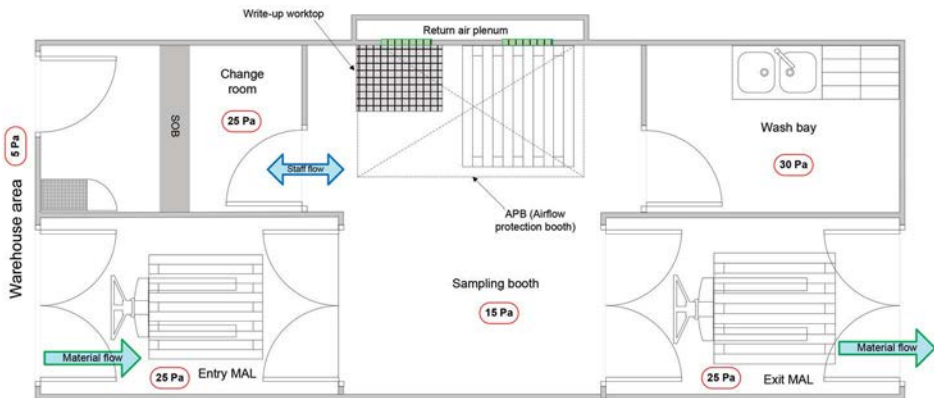 Write-up worktop
Return air plenum
Change
room
25 Pa
SOB
Staff flow
Wash bay
30 Pa
5 Pa
Warehouse area
APB (Airflow
protection booth)
Sampling booth
15 Pa
Material flow
25 Pa
Entry MAL
25 Pa
Exit MAL
Material flow